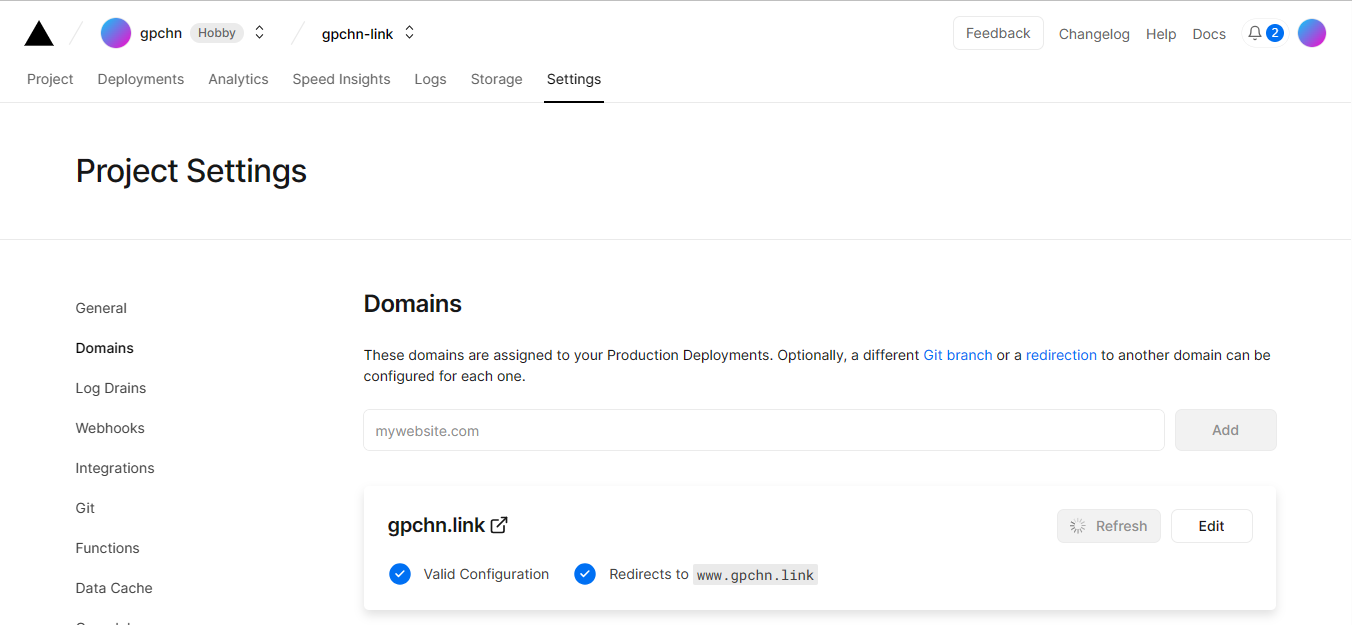 gpchn Hobby gpchn-link Feedback Changelog Help Docs 2
Project Deployments Analytics Speed Insights Logs Storage Settings
Project Settings
General
Domains
Log Drains
Webhooks
Integrations
Git
Functions
Data Cache
Domains
These domains are assigned to your Production Deployments. Optionally, a different Git branch or a redirection to another domain can be
configured for each one.
mywebsite.com Add
gpchn.link Refresh Edit
Valid Configuration Redirects to www.gpchn.link